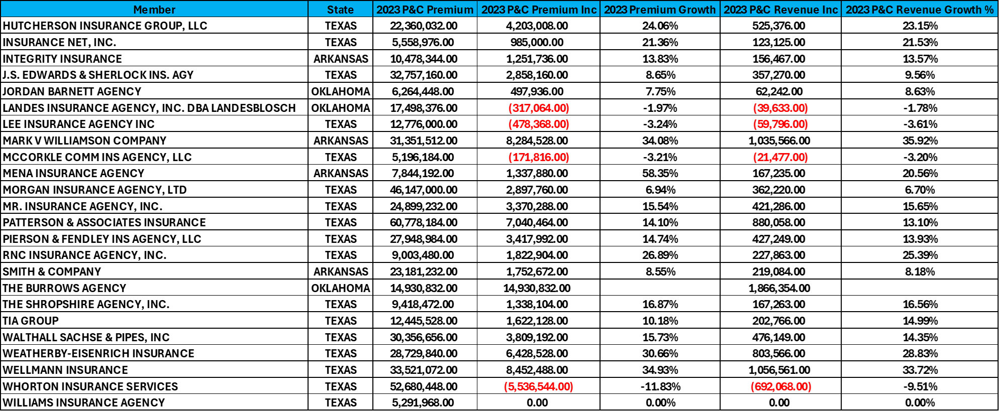 Member State 2023 P&C Premium 2023 P&C Premium Inc 2023 Premium Growth 2023 P&C Revenue Inc 2023 P&C Revenue Growth %
HUTCHERSON INSURANCE GROUP, LLC TEXAS 22,360,032.00 4,203,008.00 24.06% 525,376.00 23.15%
INSURANCE NET, INC. TEXAS 5,558,976.00 985,000.00 21.36% 123,125.00 21.53%
INTEGRITY INSURANCE ARKANSAS 10,478,344.00 1,251,736.00 13.83% 156,467.00 13.57%
J.S. EDWARDS & SHERLOCK INS. AGY TEXAS 32,757,160.00 2,858,160.00 8.65% 357,270.00 9.56%
JORDAN BARNETT AGENCY OKLAHOMA 6,264,448.00 497,936.00 7.75% 62,242.00 8.63%
LANDES INSURANCE AGENCY, INC. DBA LANDESBLOSCH OKLAHOMA 17,498,376.00 (317,064.00) -1.97% (39,633.00) -1.78%
LEE INSURANCE AGENCY INC TEXAS 12,776,000.00 (478,368.00) -3.24% (59,796.00) -3.61%
MARK V WILLIAMSON COMPANY ARKANSAS 31,351,512.00 8,284,528.00 34.08% 1,035,566.00 35.92%
MCCORKLE COMM INS AGENCY, LLC TEXAS 5,196,184.00 (171,816.00) -3.21% (21,477.00) -3.20%
MENA INSURANCE AGENCY ARKANSAS 7,844,192.00 1,337,880.00 58.35% 167,235.00 20.56%
MORGAN INSURANCE AGENCY, LTD TEXAS 46,147,000.00 2,897,760.00 6.94% 362,220.00 6.70%
MR. INSURANCE AGENCY, INC. TEXAS 24,899,232.00 3,370,288.00 15.54% 421,286.00 15.65%
PATTERSON & ASSOCIATES INSURANCE TEXAS 60,778,184.00 7,040,464.00 14.10% 880,058.00 13.10%
PIERSON & FENDLEY INS AGENCY, LLC TEXAS 27,948,984.00 3,417,992.00 14.74% 427,249.00 13.93%
RNC INSURANCE AGENCY, INC. TEXAS 9,003,480.00 1,822,904.00 26.89% 227,863.00 25.39%
SMITH & COMPANY ARKANSAS 23,181,232.00 1,752,672.00 8.55% 219,084.00 8.18%
THE BURROWS AGENCY OKLAHOMA 14,930,832.00 14,930,832.00 1,866,354.00
THE SHROPSHIRE AGENCY, INC. TEXAS 9,418,472.00 1,338,104.00 16.87% 167,263.00 16.56%
TIA GROUP TEXAS 12,445,528.00 1,622,128.00 10.18% 202,766.00 14.99%
WALTHALL SACHSE & PIPES, INC TEXAS 30,356,656.00 3,809,192.00 15.73% 476,149.00 14.35%
WEATHERBY-EISENRICH INSURANCE TEXAS 28,729,840.00 6,428,528.00 30.66% 803,566.00 28.83%
WELLMANN INSURANCE TEXAS 33,521,072.00 8,452,488.00 34.93% 1,056,561.00 33.72%
WHORTON INSURANCE SERVICES TEXAS 52,680,448.00 (5,536,544.00) -11.83% (692,068.00) -9.51%
WILLIAMS INSURANCE AGENCY TEXAS 5,291,968.00 0.00 0.00% 0.00 0.00%